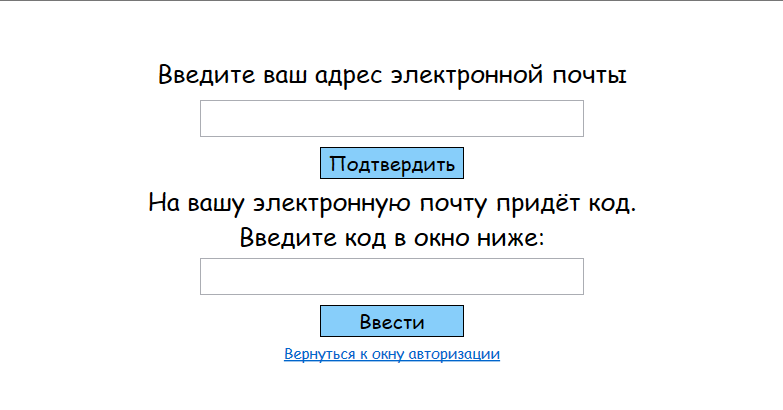 Введите ваш адрес электронной почты
Подтвердить
На вашу электронную почту придёт код.
Введите код в окно ниже:
Ввести
Вернуться к окну авторизации